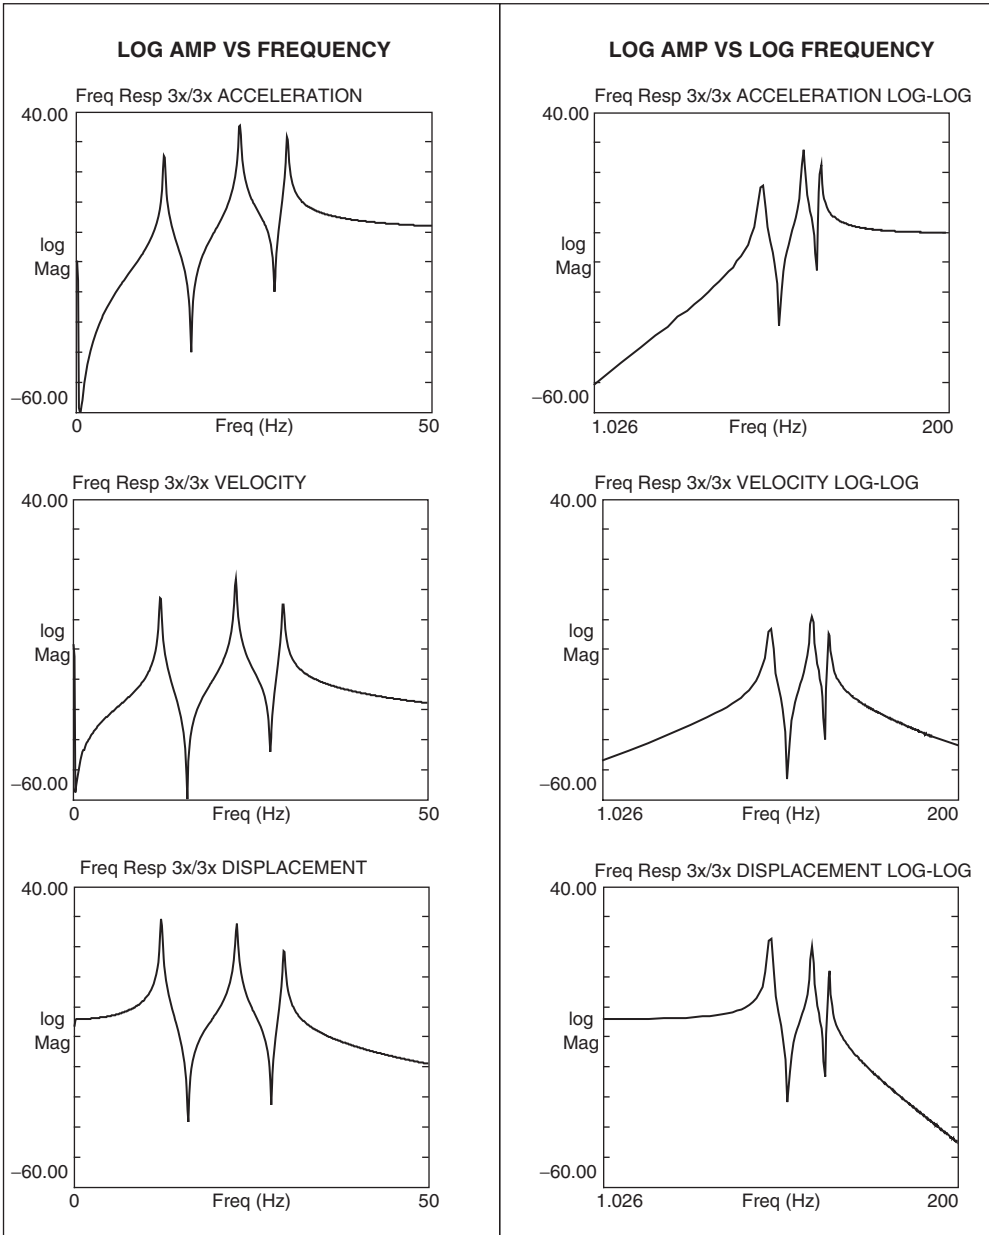 LOG AMP VS FREQUENCY
Freq Resp 3x/3x ACCELERATION
40.00
log
Mag
−60.00
0
Freq (Hz)
50
Freq Resp 3x/3x VELOCITY
40.00
log
Mag
−60.00
0
Freq (Hz)
50
Freq Resp 3x/3x DISPLACEMENT
40.00
log
Mag
−60.00
0
Freq (Hz)
50
LOG AMP VS LOG FREQUENCY
Freq Resp 3x/3x ACCELERATION LOG-LOG
40.00
log
Mag
−60.00
1.026
Freq (Hz)
200
Freq Resp 3x/3x VELOCITY LOG-LOG
40.00
log
Mag
−60.00
1.026
Freq (Hz)
200
Freq Resp 3x/3x DISPLACEMENT LOG-LOG
40.00
log
Mag
−60.00
1.026
Freq (Hz)
200